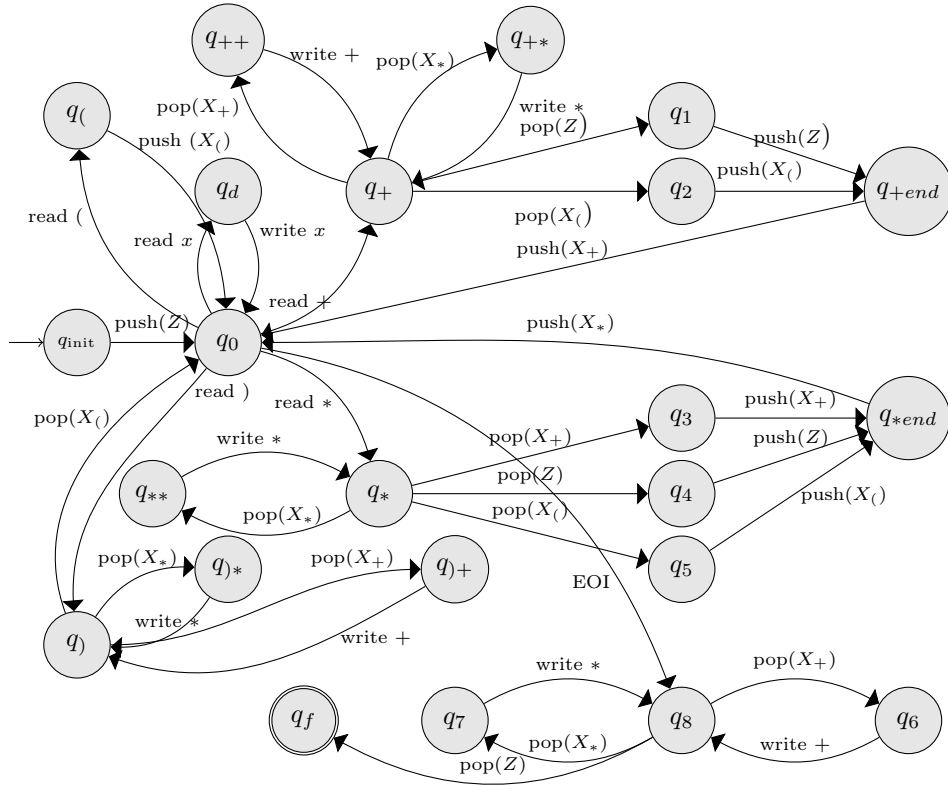 q++
q+*
write +
pop(X*)
q(
pop(X+)
write *
pop(Z)
q1
push (X()
push(Z)
qd
q+
q2
push(X()
q+end
read (
write x
pop(X()
read x
push(X+)
read +
push(Z)
push(X*)
qinit
q0
read )
pop(X()
read *
q3
push(X+)
q*end
pop(X+)
write *
push(Z)
pop(Z)
q**
q*
q4
pop(X*)
pop(X()
push(X()
pop(X*)
q)*
pop(X+)
q)+
q5
EOI
write *
q)
write +
write *
pop(X+)
qf
q7
q8
q6
pop(X*)
write +
pop(Z)